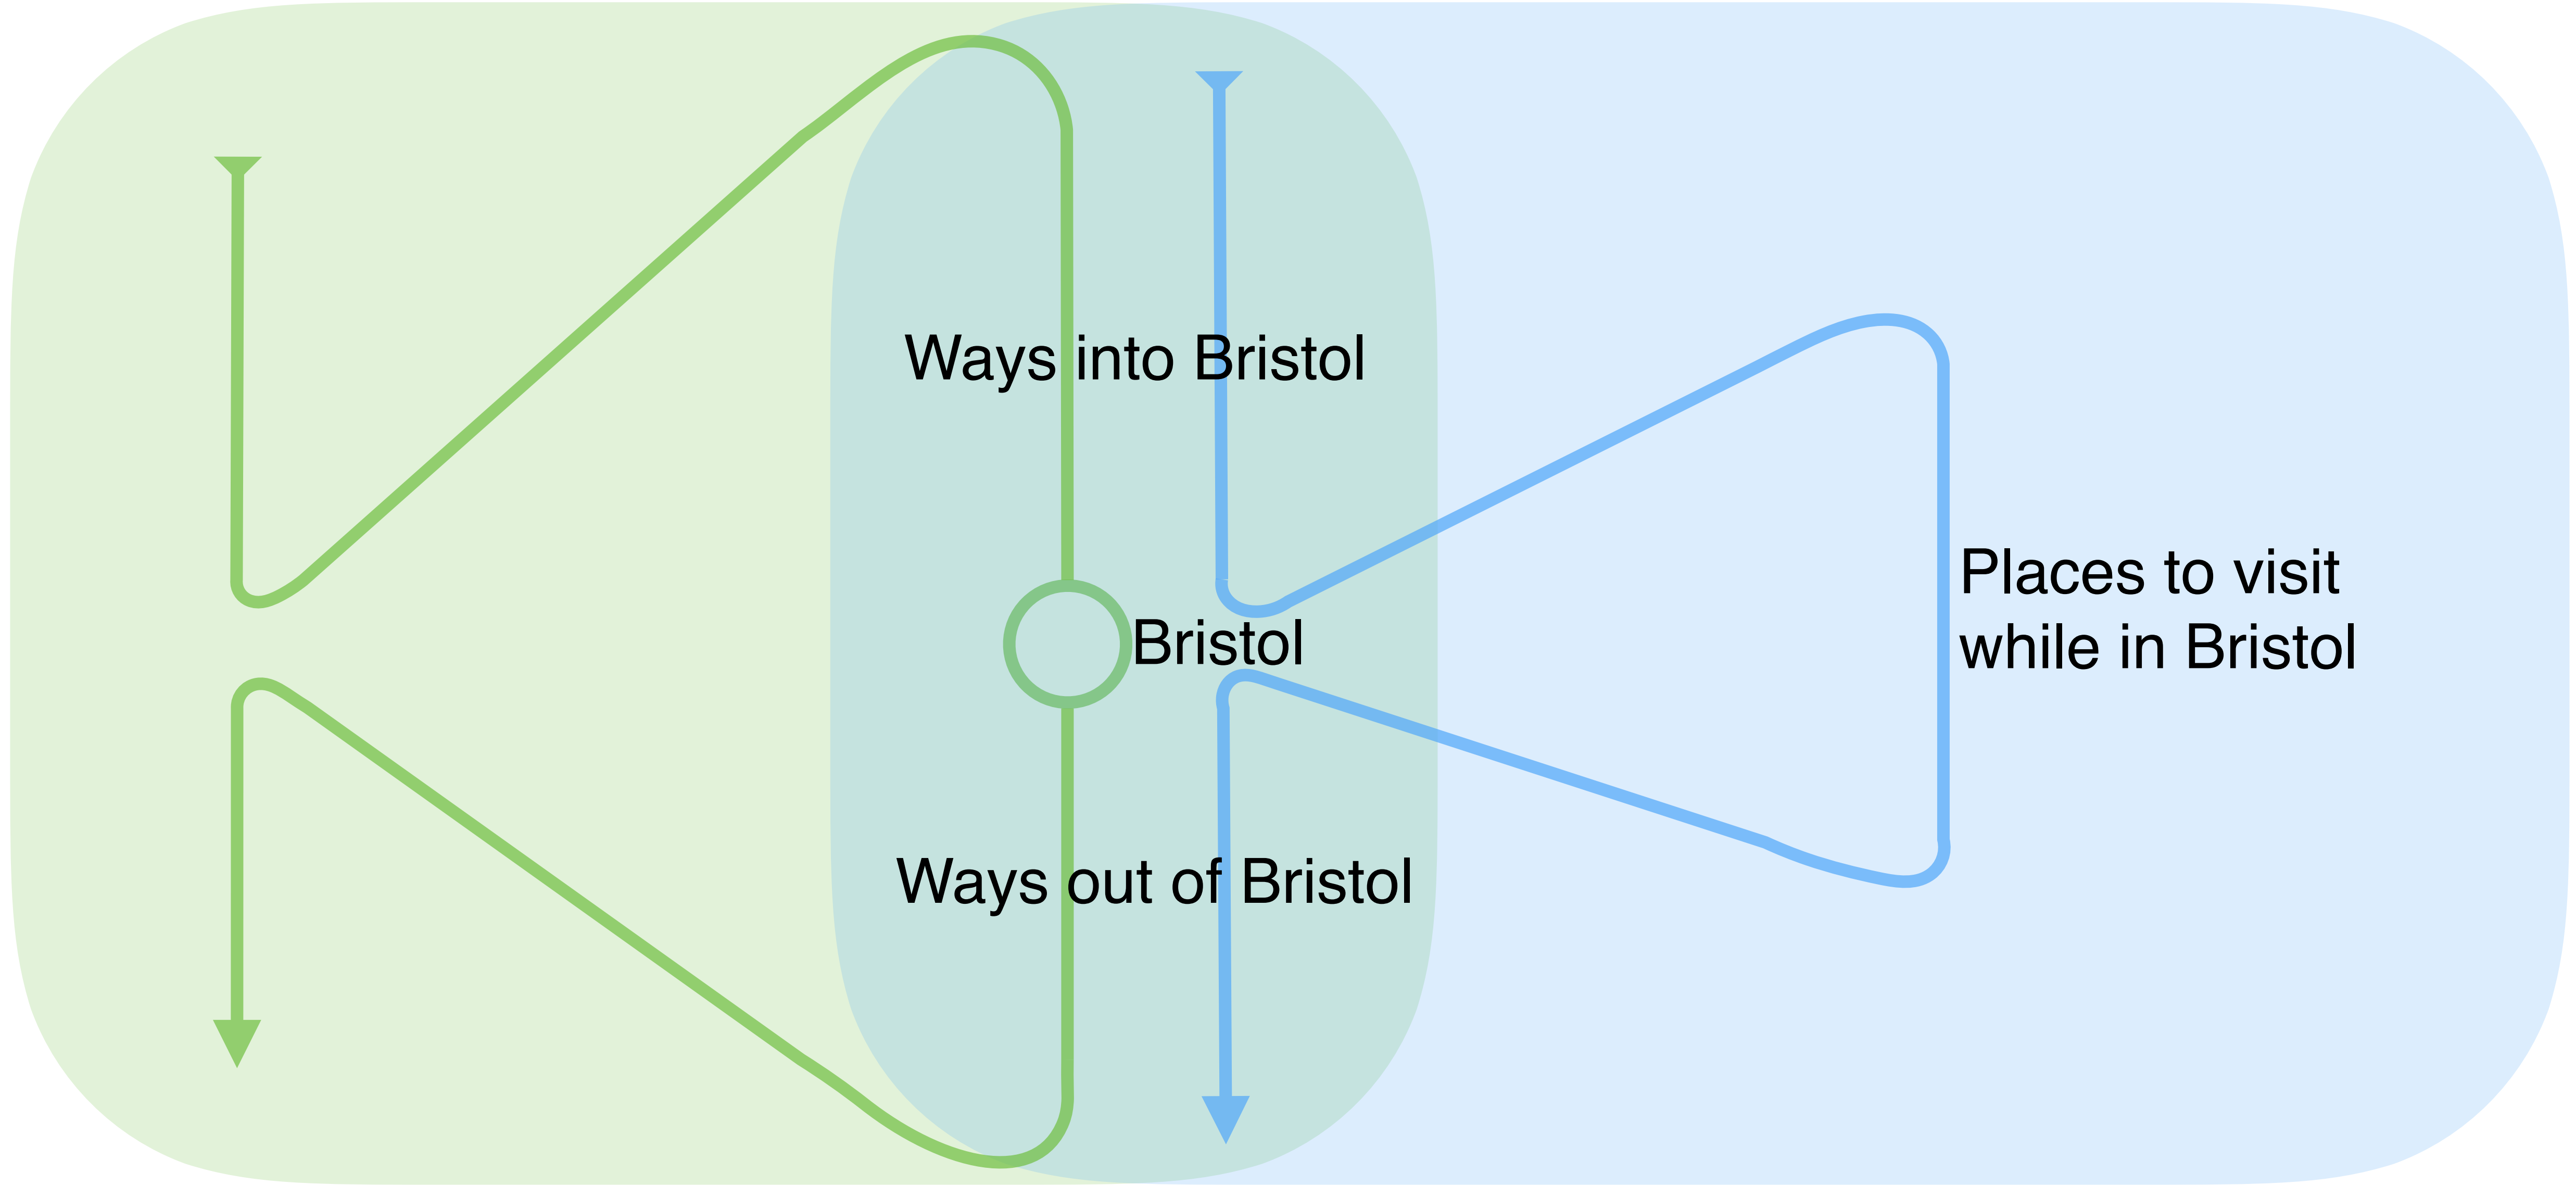 Ways into Bristol
Bristol
Places to visit
while in Bristol
Ways out of Bristol